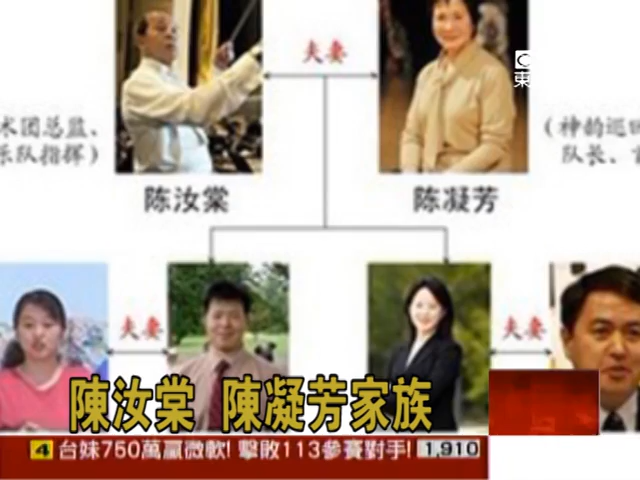 夫妻
C
東
术团总监、
乐队指挥)
(神韵巡回
队长、
陈汝棠
陈凝芳
夫妻
夫妻
陳汝棠 陳凝芳家族
4 台妹750萬贏微軟! 擊敗113參賽對手! 1,910